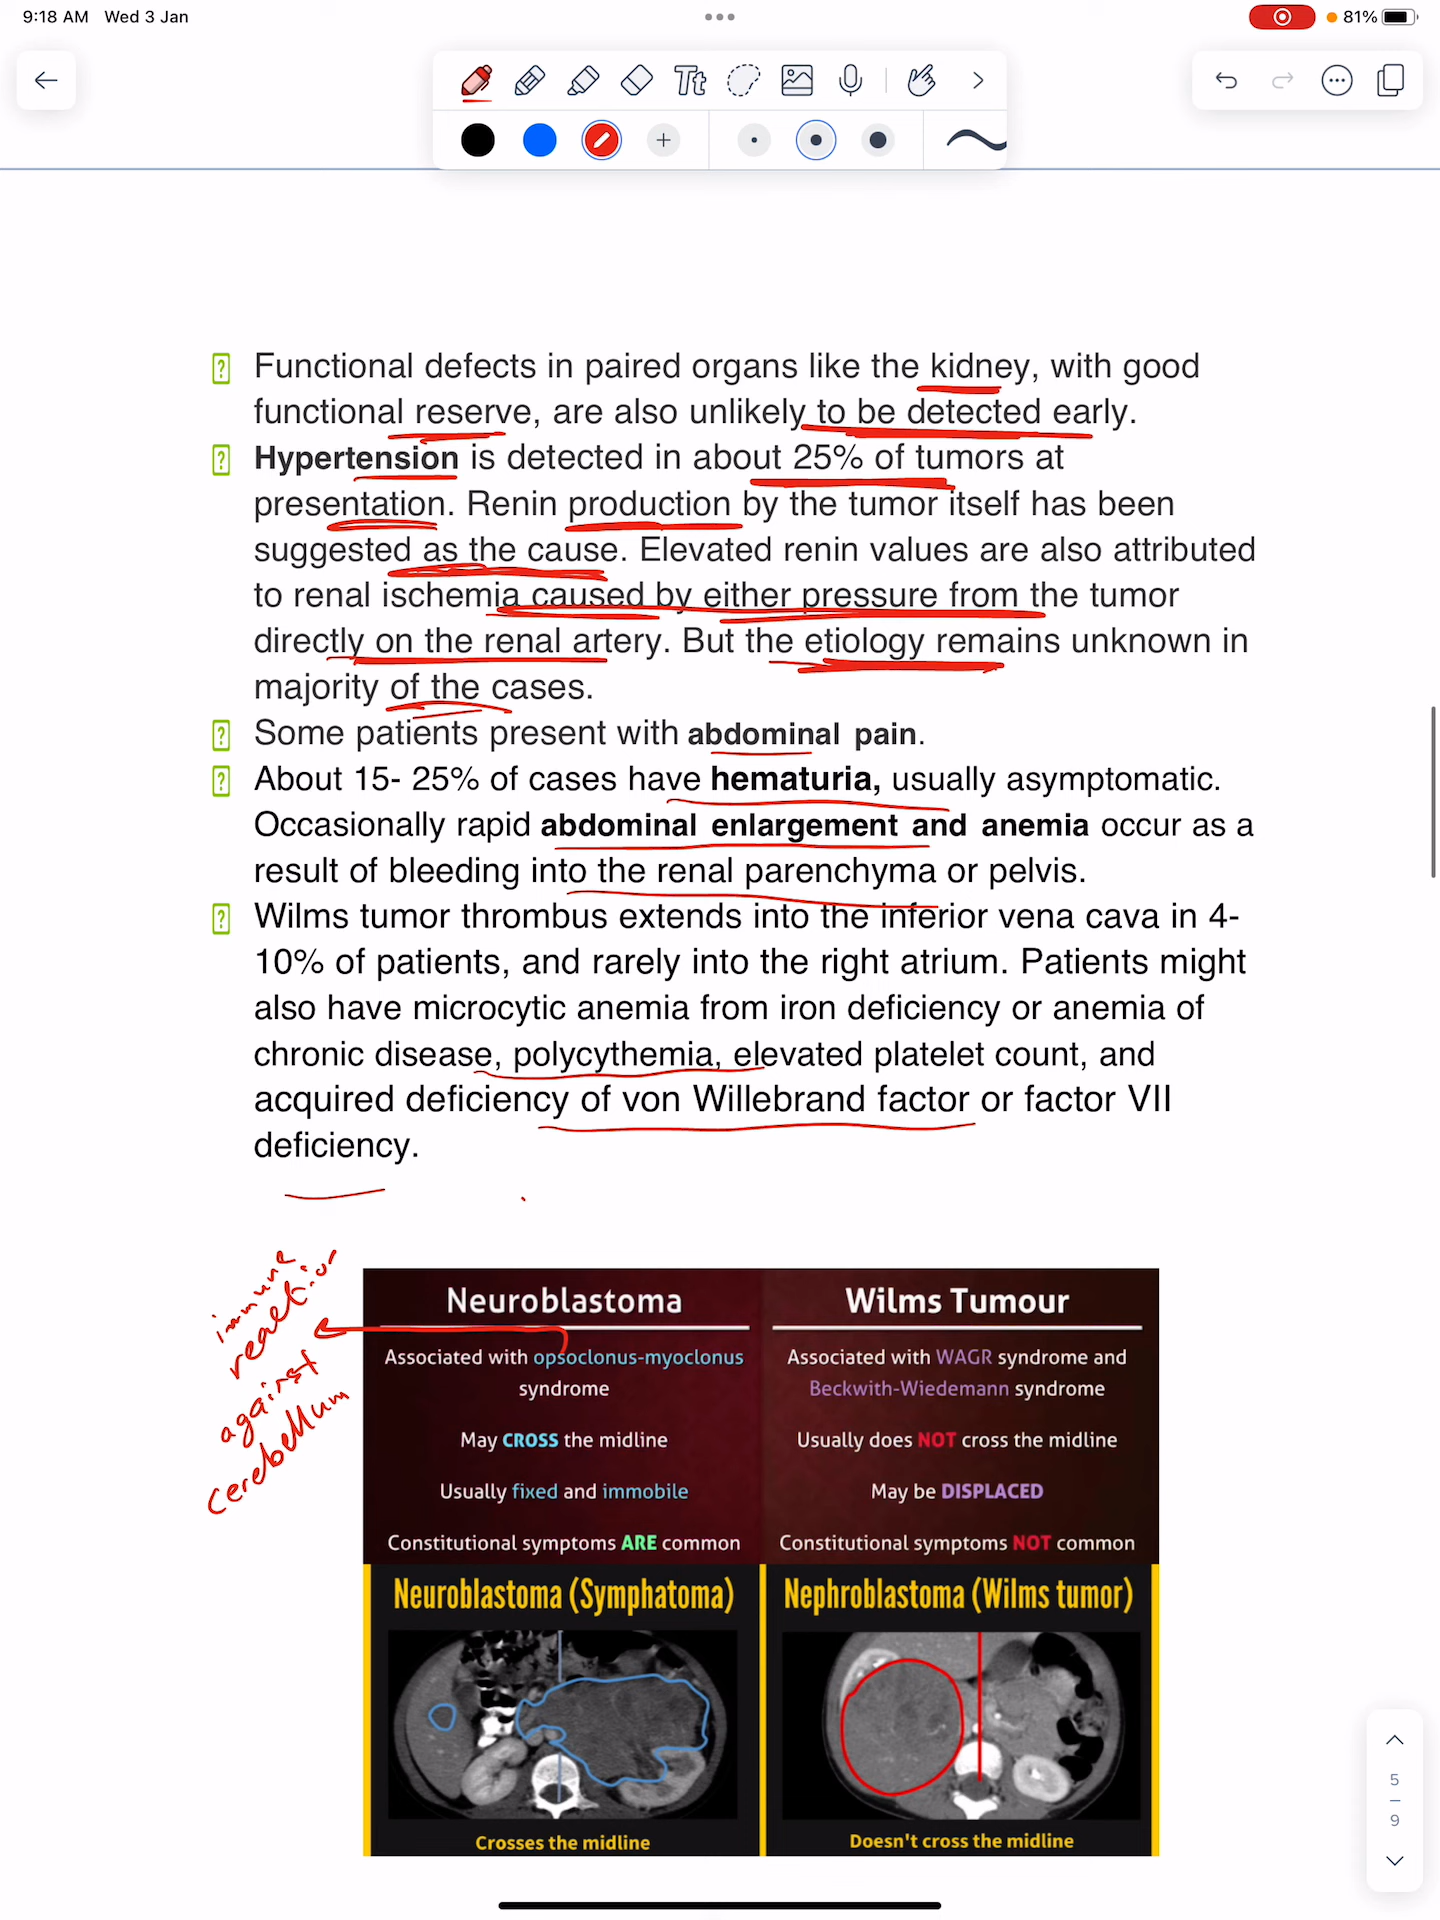 9:18 AM Wed 3 Jan
81%
Tt
Functional defects in paired organs like the kidney, with good
functional reserve, are also unlikely to be detected early.
Hypertension is detected in about 25% of tumors at
presentation. Renin production by the tumor itself has been
suggested as the cause. Elevated renin values are also attributed
to renal ischemia caused by either pressure from the tumor
directly on the renal artery. But the etiology remains unknown in
majority of the cases.
Some patients present with abdominal pain.
About 15- 25% of cases have hematuria, usually asymptomatic.
Occasionally rapid abdominal enlargement and anemia occur as a
result of bleeding into the renal parenchyma or pelvis.
Wilms tumor thrombus extends into the inferior vena cava in 4-
10% of patients, and rarely into the right atrium. Patients might
also have microcytic anemia from iron deficiency or anemia of
chronic disease, polycythemia, elevated platelet count, and
acquired deficiency of von Willebrand factor or factor VII
deficiency.
immune
reaction
against
cerebellum
Neuroblastoma
Associated with opsoclonus-myoclonus
syndrome
May CROSS the midline
Usually fixed and immobile
Constitutional symptoms ARE common
Wilms Tumour
Associated with WAGR syndrome and
Beckwith-Wiedemann syndrome
Usually does NOT cross the midline
May be DISPLACED
Constitutional symptoms NOT common
Neuroblastoma (Symphatoma)
Crosses the midline
Nephroblastoma (Wilms tumor)
Doesn't cross the midline
5
9